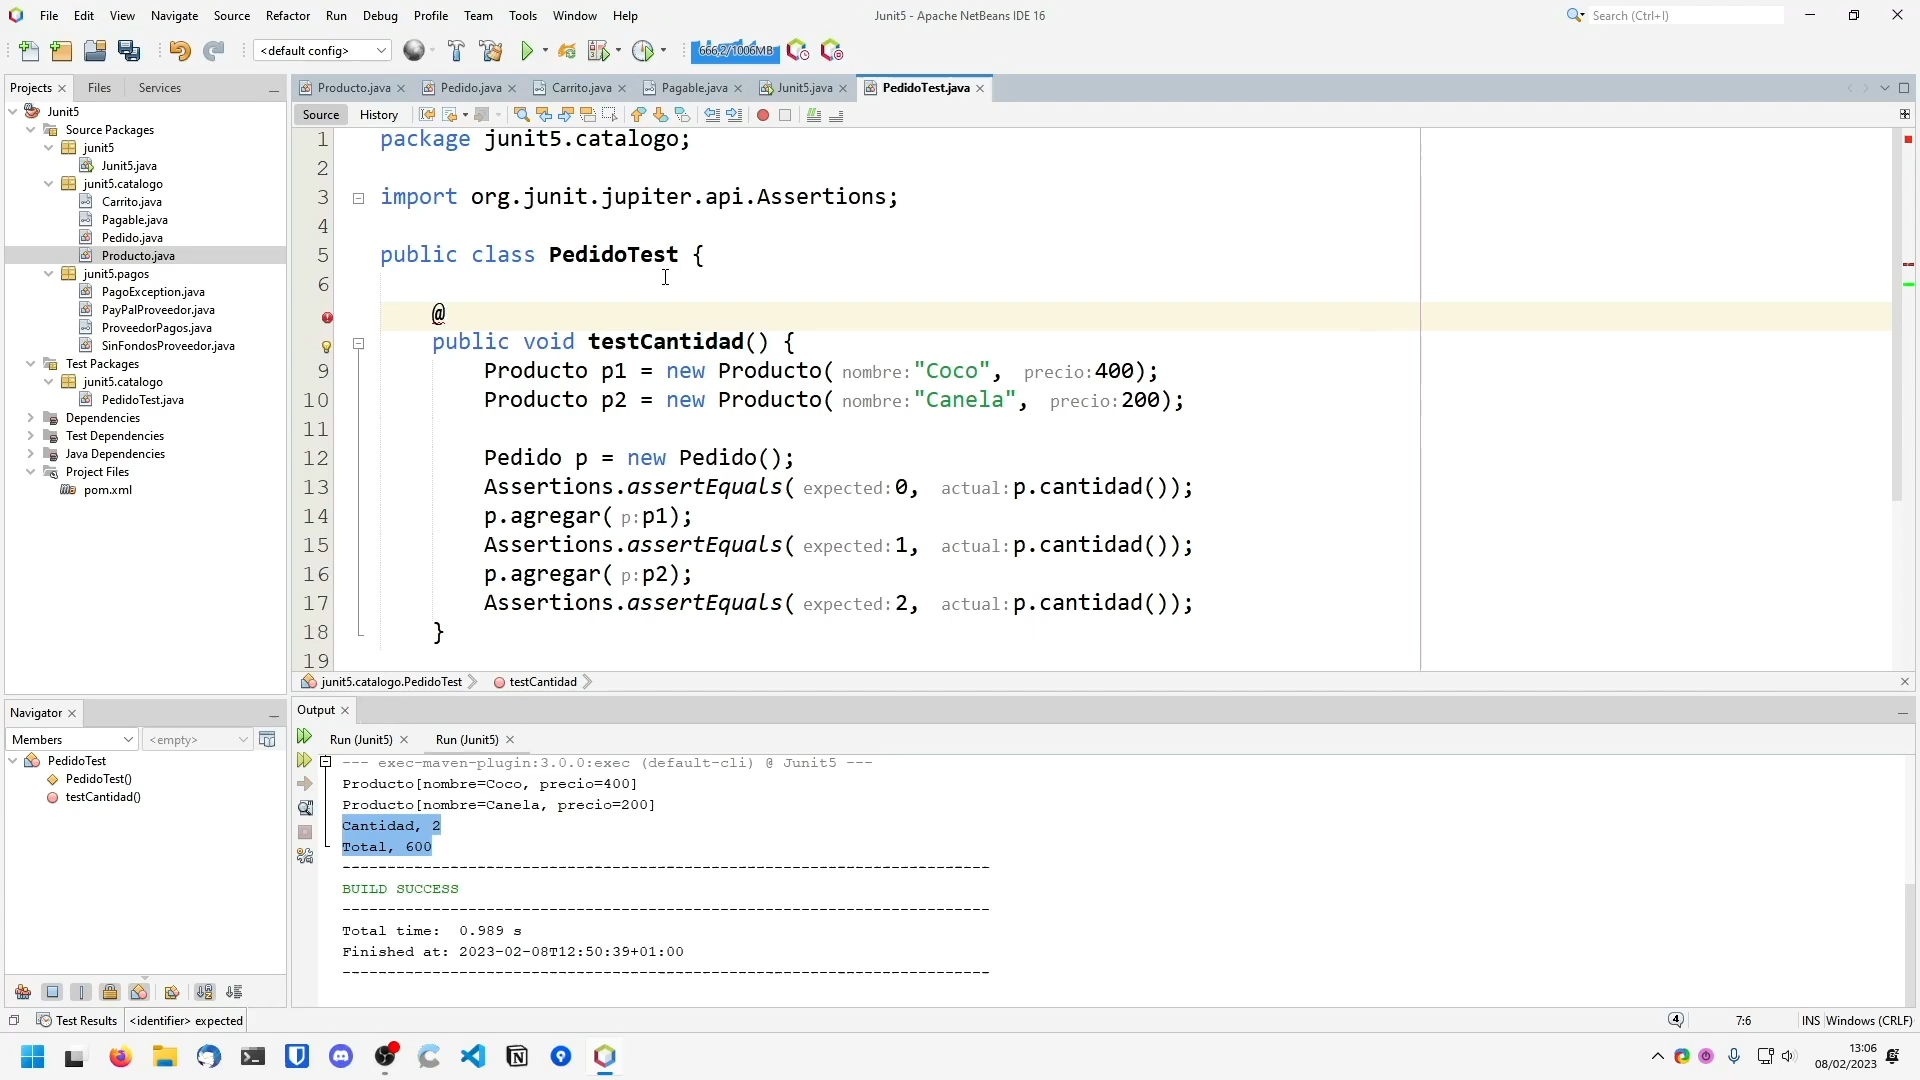 File Edit View Navigate Source Refactor Run Debug Profile Team Tools Window Help
Junit5 - Apache NetBeans IDE 16
Search (Ctrl+I)
<default config>
666,2/1006MB
Projects Files Services
Producto.java Pedido.java Carrito.java Pagable.java Junit5.java PedidoTest.java
Source History
Junit5
Source Packages
junit5
Junit5.java
junit5.catalogo
Carrito.java
Pagable.java
Pedido.java
Producto.java
junit5.pagos
PagoException.java
PayPalProveedor.java
ProveedorPagos.java
SinFondosProveedor.java
Test Packages
junit5.catalogo
PedidoTest.java
Dependencies
Test Dependencies
Java Dependencies
Project Files
pom.xml
1 package junit5.catalogo;
2
3 import org.junit.jupiter.api.Assertions;
4
5 public class PedidoTest {
6
@
public void testCantidad() {
9 Producto p1 = new Producto( nombre: "Coco", precio: 400);
10 Producto p2 = new Producto( nombre: "Canela", precio: 200);
11
12 Pedido p = new Pedido();
13 Assertions.assertEquals( expected: 0, actual: p.cantidad());
14 p.agregar( p: p1);
15 Assertions.assertEquals( expected: 1, actual: p.cantidad());
16 p.agregar( p: p2);
17 Assertions.assertEquals( expected: 2, actual: p.cantidad());
18 }
19
junit5.catalogo.PedidoTest testCantidad
Navigator
Members <empty>
PedidoTest
PedidoTest()
testCantidad()
Output
Run (Junit5) Run (Junit5)
--- exec-maven-plugin:3.0.0:exec (default-cli) @ Junit5 ---
Producto[nombre=Coco, precio=400]
Producto[nombre=Canela, precio=200]
Cantidad, 2
Total, 600
------------------------------------------------------------------------
BUILD SUCCESS
------------------------------------------------------------------------
Total time:  0.989 s
Finished at: 2023-02-08T12:50:39+01:00
------------------------------------------------------------------------
Test Results <identifier> expected
4 7:6 INS Windows (CRLF)
13:06
08/02/2023